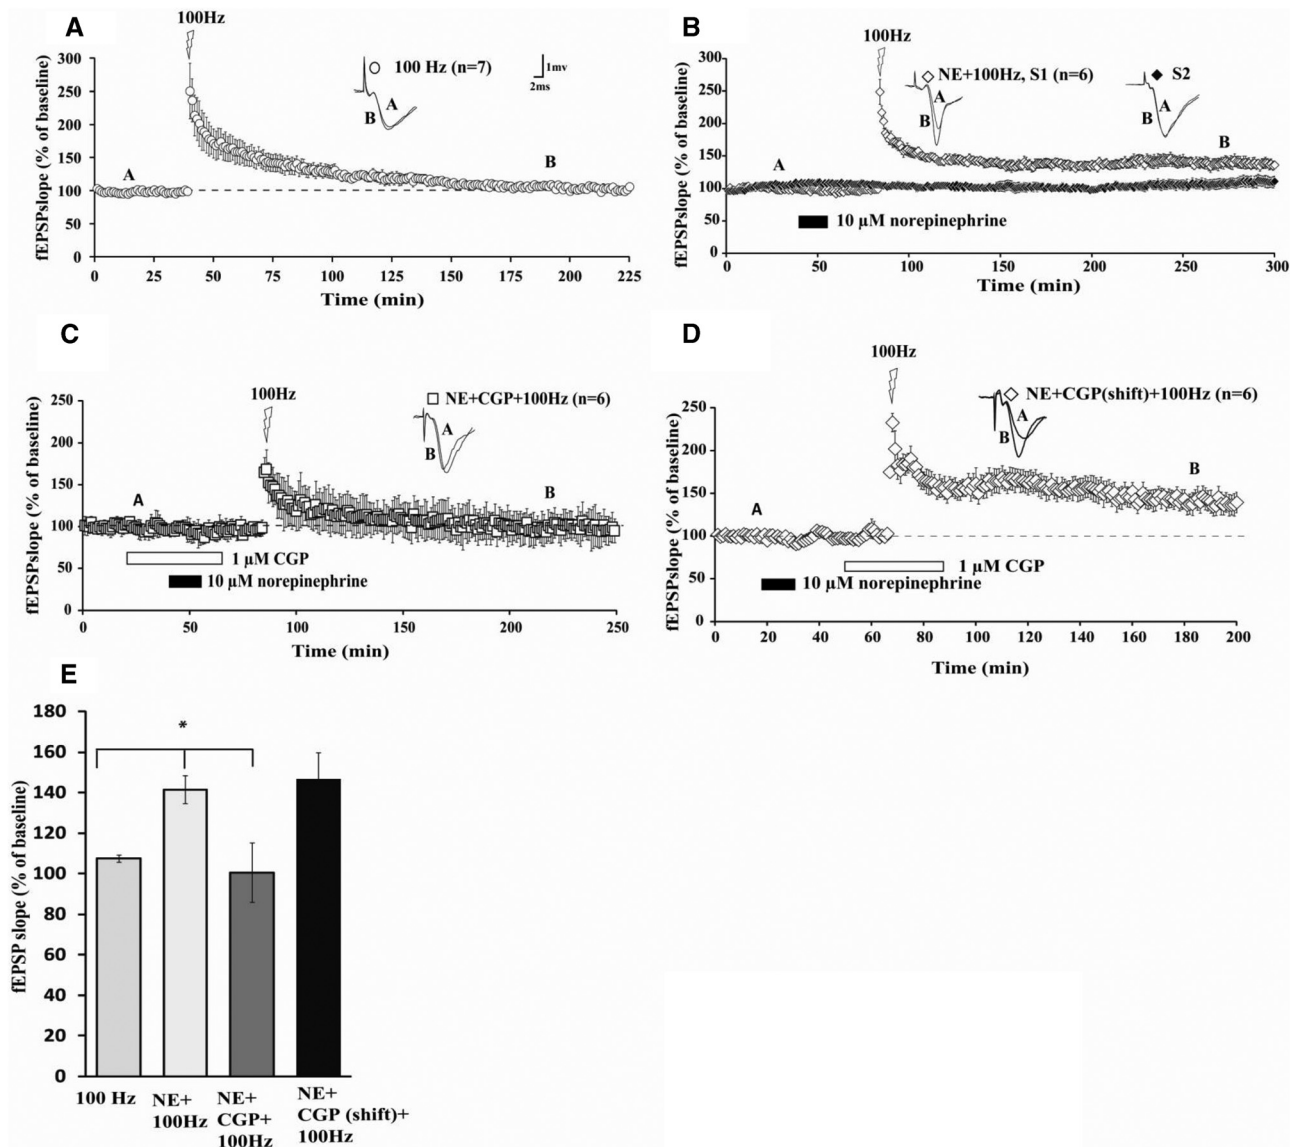 A
100Hz
300
250
200
150
100
50
0
fEPSPslope (% of baseline)
100 Hz (n=7)
1mv
2ms
A
B
A
B
0 25 50 75 100 125 150 175 200 225
Time (min)
B
100Hz
300
250
200
150
100
50
0
fEPSPslope (% of baseline)
NE+100Hz, S1 (n=6)
S2
A
B
A
B
A
B
10 µM norepinephrine
0 50 100 150 200 250 300
Time (min)
C
100Hz
250
200
150
100
50
0
fEPSPslope (% of baseline)
NE+CGP+100Hz (n=6)
A
B
A
B
1 µM CGP
10 µM norepinephrine
0 50 100 150 200 250
Time (min)
D
100Hz
250
200
150
100
50
0
fEPSPslope (% of baseline)
NE+CGP(shift)+100Hz (n=6)
A
B
A
B
1 µM CGP
10 µM norepinephrine
0 20 40 60 80 100 120 140 160 180 200
Time (min)
E
180
160
140
120
100
80
60
40
20
0
fEPSP slope (% of baseline)
*
100 Hz
NE+
100Hz
NE+
CGP+
100Hz
NE+
CGP (shift)+
100Hz